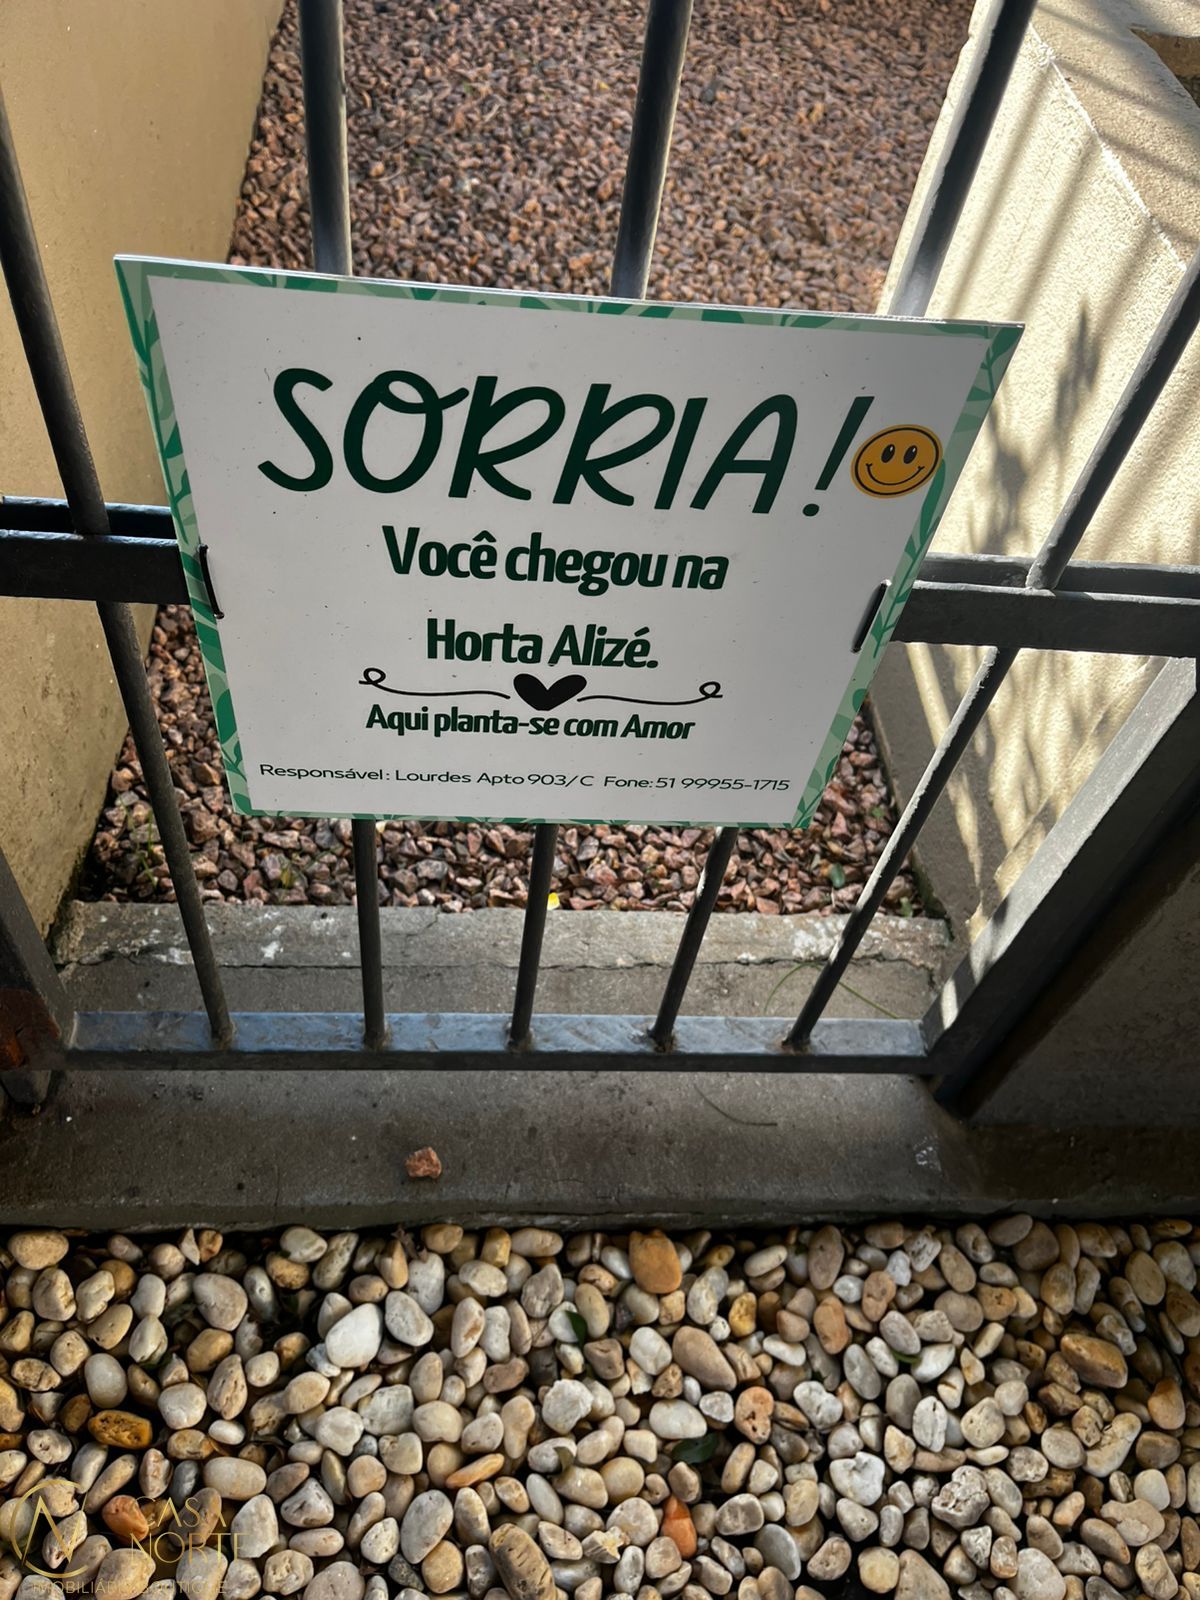 SORRIA!
Você chegou na
Horta Alizé.
Aqui planta-se com Amor
Responsável: Lourdes Apto 903/C Fone: 51 99955-1715
CASA
NORTE